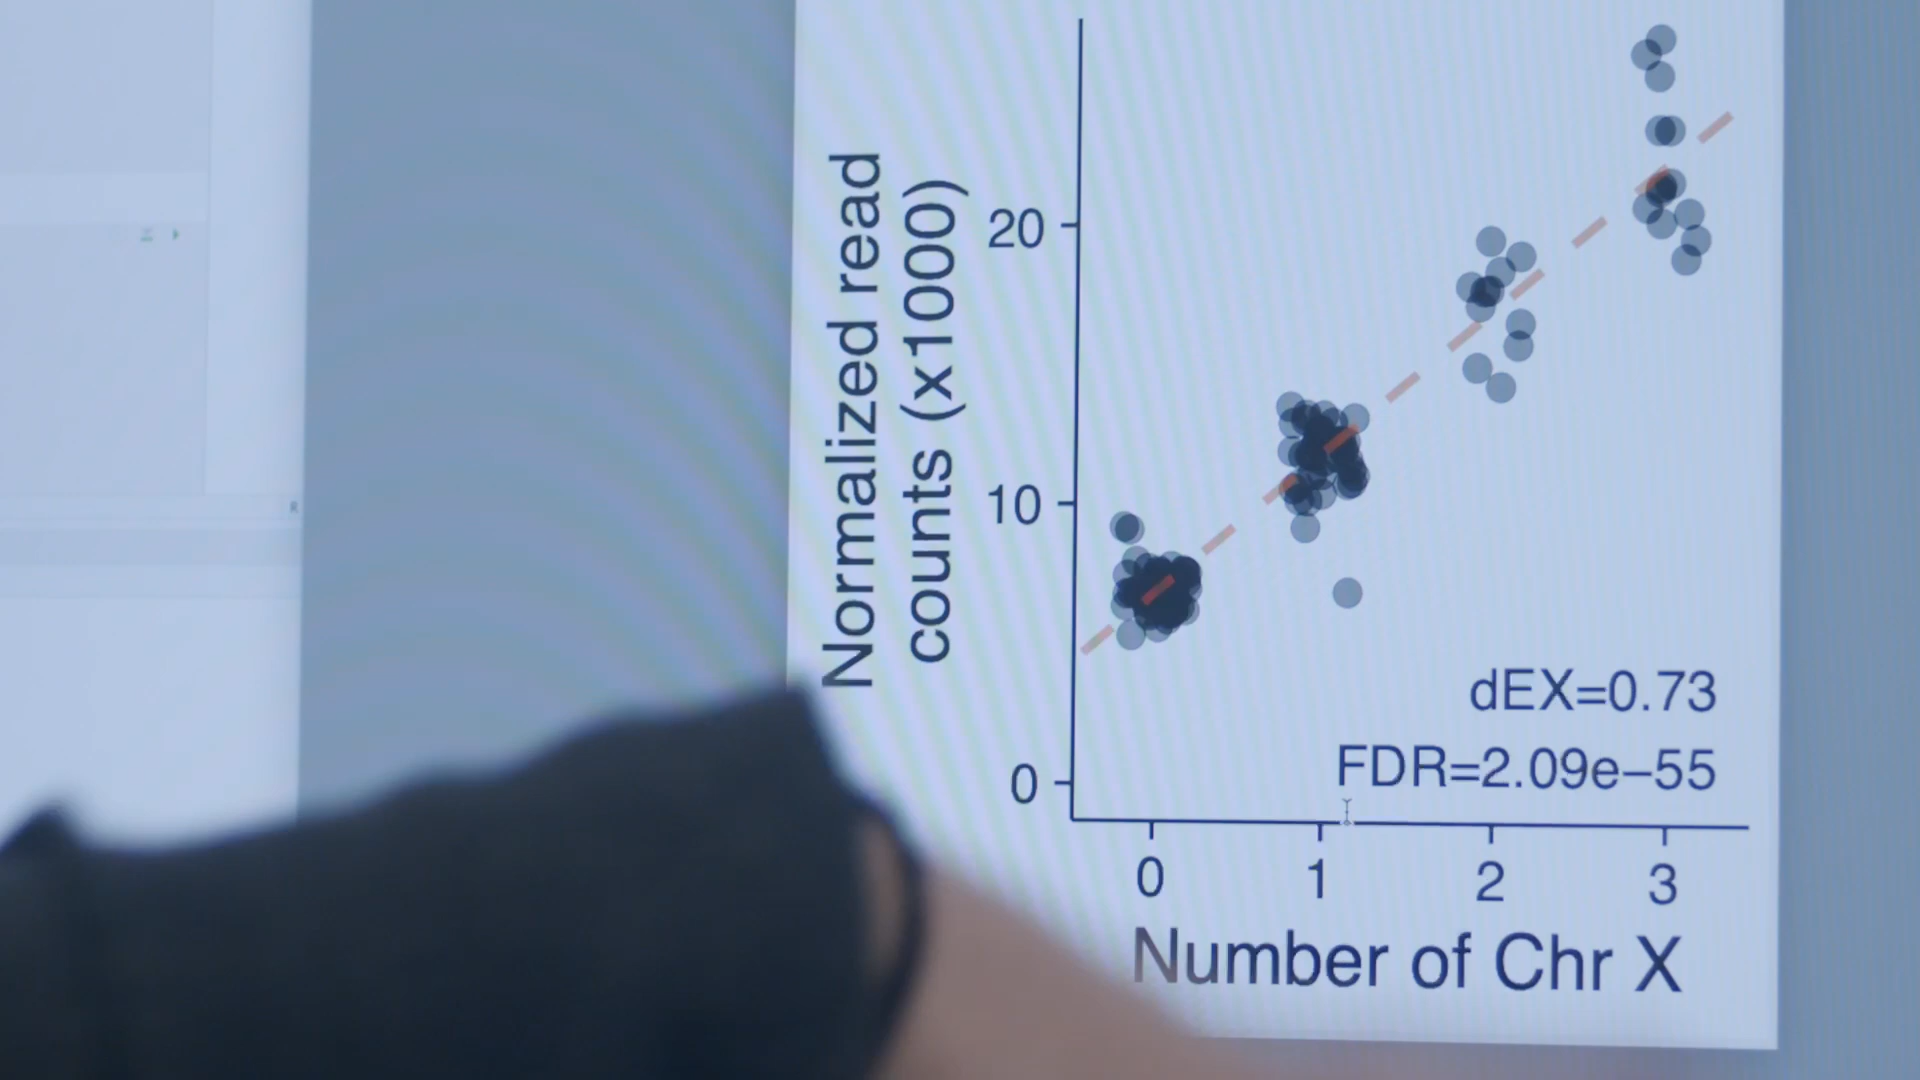 Normalized read
counts (x1000)
20
10
0
dEX=0.73
FDR=2.09e−55
0 1 2 3
Number of Chr X
R